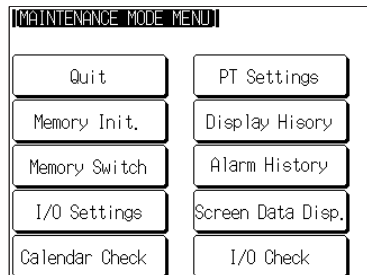 [MAINTENANCE MODE MENU]
Quit
PT Settings
Memory Init.
Display Hisory
Memory Switch
Alarm History
I/O Settings
Screen Data Disp.
Calendar Check
I/O Check